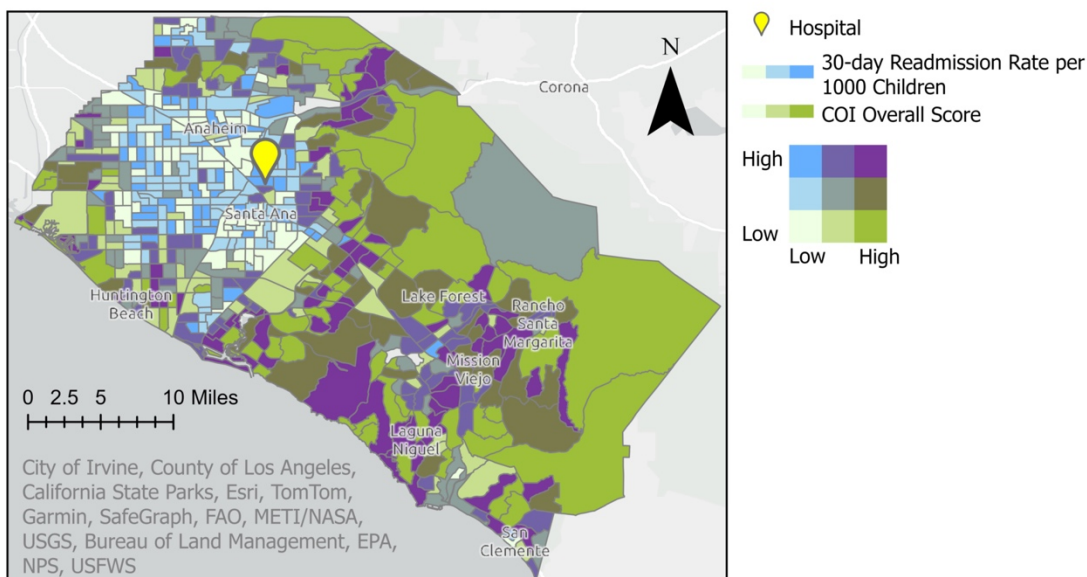 Corona
Anaheim
Santa Ana
Huntington
Beach
Lake Forest
Rancho
Santa
Margarita
Mission
Viejo
Laguna
Niguel
San
Clemente
N
0 2.5 5 10 Miles
City of Irvine, County of Los Angeles,
California State Parks, Esri, TomTom,
Garmin, SafeGraph, FAO, METI/NASA,
USGS, Bureau of Land Management, EPA,
NPS, USFWS
Hospital
30-day Readmission Rate per
1000 Children
COI Overall Score
High
Low
Low High